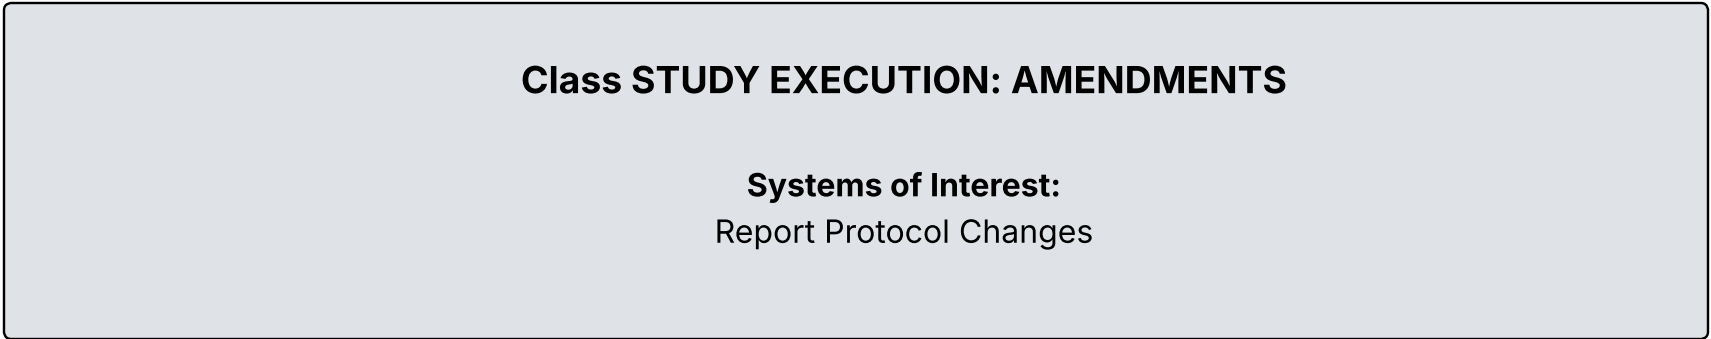 Class STUDY EXECUTION: AMENDMENTS
Systems of Interest:
Report Protocol Changes